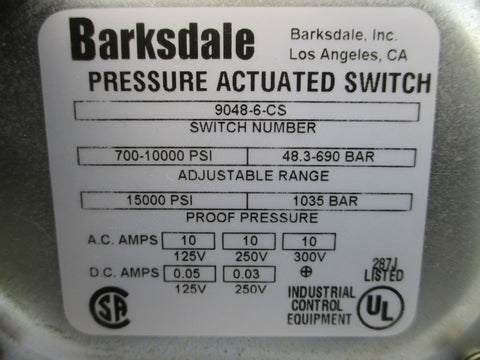 Barksdale
Barksdale, Inc.
Los Angeles, CA
PRESSURE ACTUATED SWITCH
9048-6-CS
SWITCH NUMBER
700-10000 PSI 48.3-690 BAR
ADJUSTABLE RANGE
15000 PSI 1035 BAR
PROOF PRESSURE
A.C. AMPS 10 10 10
125V 250V 300V
D.C. AMPS 0.05 0.03
125V 250V
287J
LISTED
INDUSTRIAL
CONTROL
EQUIPMENT
UL
SA